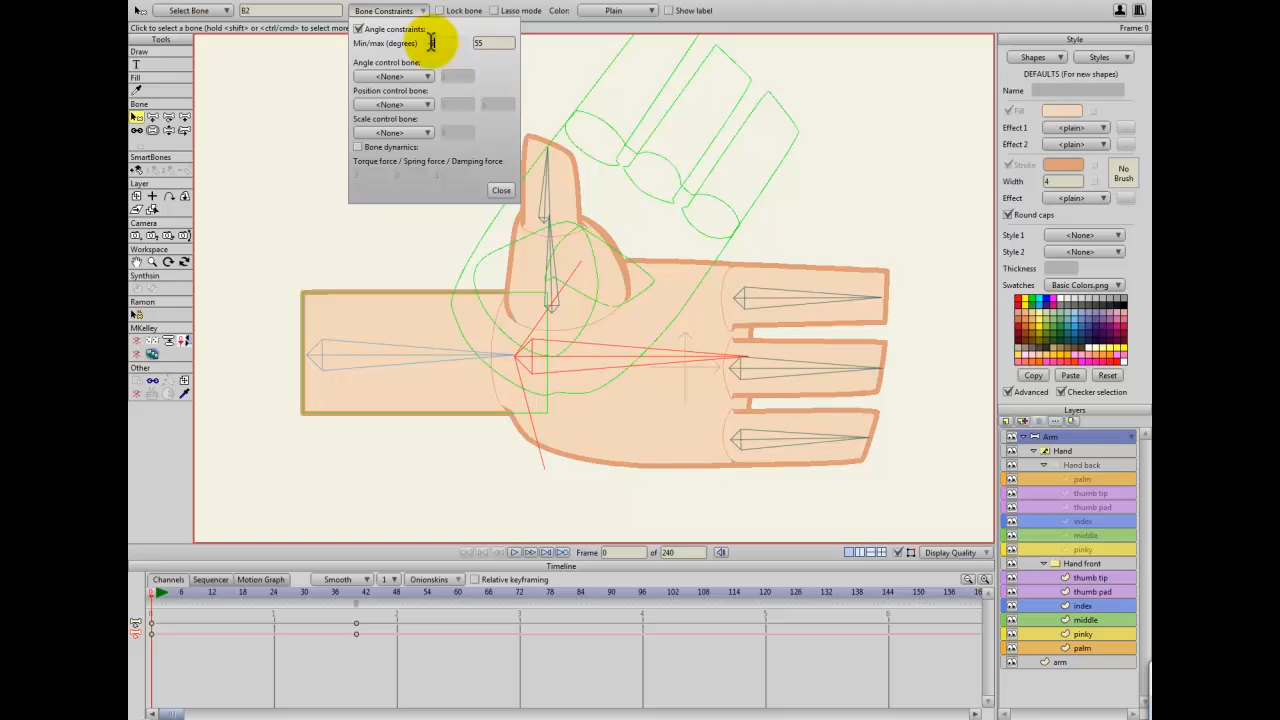 Select Bone
B2
Bone Constraints
Lock bone
Lasso mode
Color:
Plain
Show label
Click to select a bone (hold <shift> or <ctrl/cmd> to select more
Frame: 0
Tools
Draw
Fill
Bone
SmartBones
Layer
Camera
Workspace
Synthsin
Ramon
MKelley
Other
Angle constraints:
Min/max (degrees)
55
Angle control bone:
<None>
Position control bone:
<None>
Scale control bone:
<None>
Bone dynamics:
Torque force / Spring force / Damping force
Close
Style
Shapes
Styles
DEFAULTS (For new shapes)
Name
Fill
Effect 1
<plain>
Effect 2
<plain>
Stroke
No Brush
Width
4
Effect
<plain>
Round caps
Style 1
<None>
Style 2
<None>
Thickness
Swatches
Basic Colors.png
Copy
Paste
Reset
Advanced
Checker selection
Layers
Arm
Hand
Hand back
palm
thumb tip
thumb pad
index
middle
pinky
Hand front
thumb tip
thumb pad
index
middle
pinky
palm
arm
Frame
0
of
240
Display Quality
Timeline
Channels
Sequencer
Motion Graph
Smooth
1
Onionskins
Relative keyframing
0 6 12 18 24 30 36 42 48 54 60 66 72 78 84 90 96 102 108 114 120 126 132 138 144 150 156
0 1 2 3 4 5 6